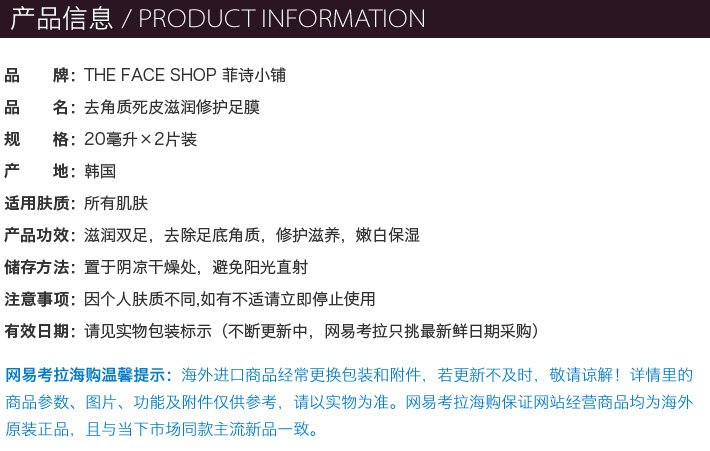 产品信息 / PRODUCT INFORMATION
品 牌：THE FACE SHOP 菲诗小铺
品 名：去角质死皮滋润修护足膜
规 格：20毫升×2片装
产 地：韩国
适用肤质：所有肌肤
产品功效：滋润双足，去除足底角质，修护滋养，嫩白保湿
储存方法：置于阴凉干燥处，避免阳光直射
注意事项：因个人肤质不同,如有不适请立即停止使用
有效日期：请见实物包装标示（不断更新中，网易考拉只挑最新鲜日期采购）
网易考拉海购温馨提示：海外进口商品经常更换包装和附件，若更新不及时，敬请谅解！详情里的
商品参数、图片、功能及附件仅供参考，请以实物为准。网易考拉海购保证网站经营商品均为海外
原装正品，且与当下市场同款主流新品一致。